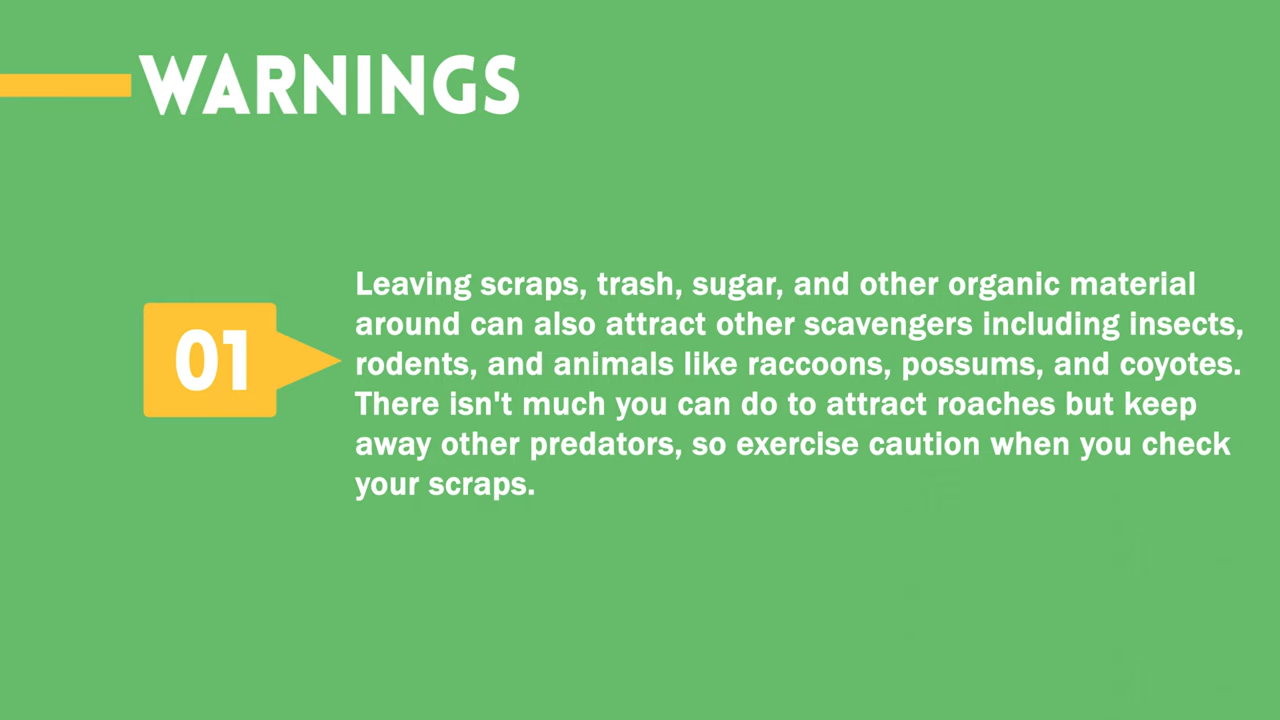 WARNINGS
01
Leaving scraps, trash, sugar, and other organic material
around can also attract other scavengers including insects,
rodents, and animals like raccoons, possums, and coyotes.
There isn't much you can do to attract roaches but keep
away other predators, so exercise caution when you check
your scraps.